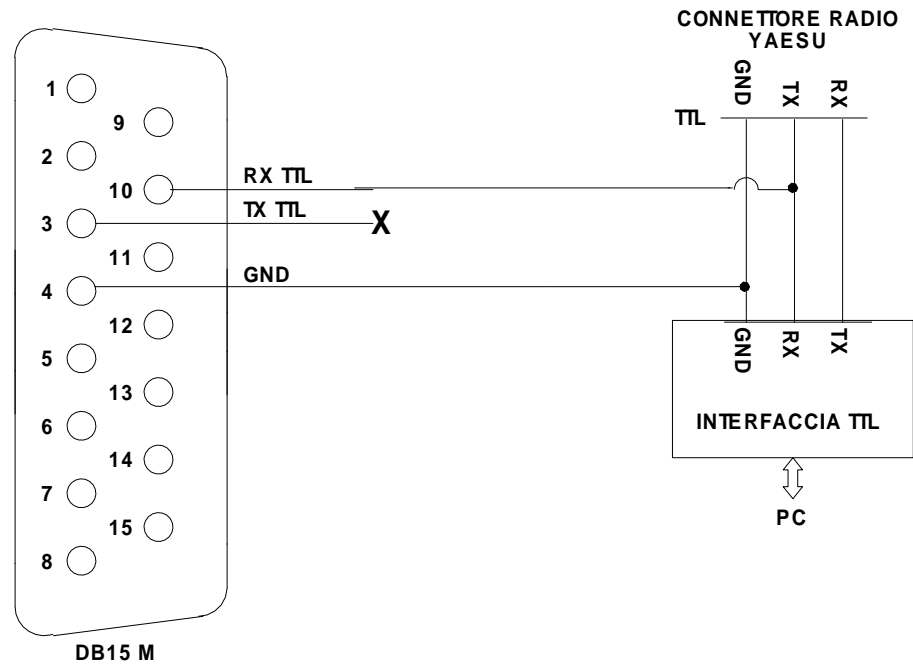 CONNETTORE RADIO
YAESU
GND TX RX
TTL
1
9
2
10 RX TTL
3 TX TTL X
11
4 GND
12
GND RX TX
5
13
6
INTERFACCIA TTL
14
7
PC
15
8
DB15 M